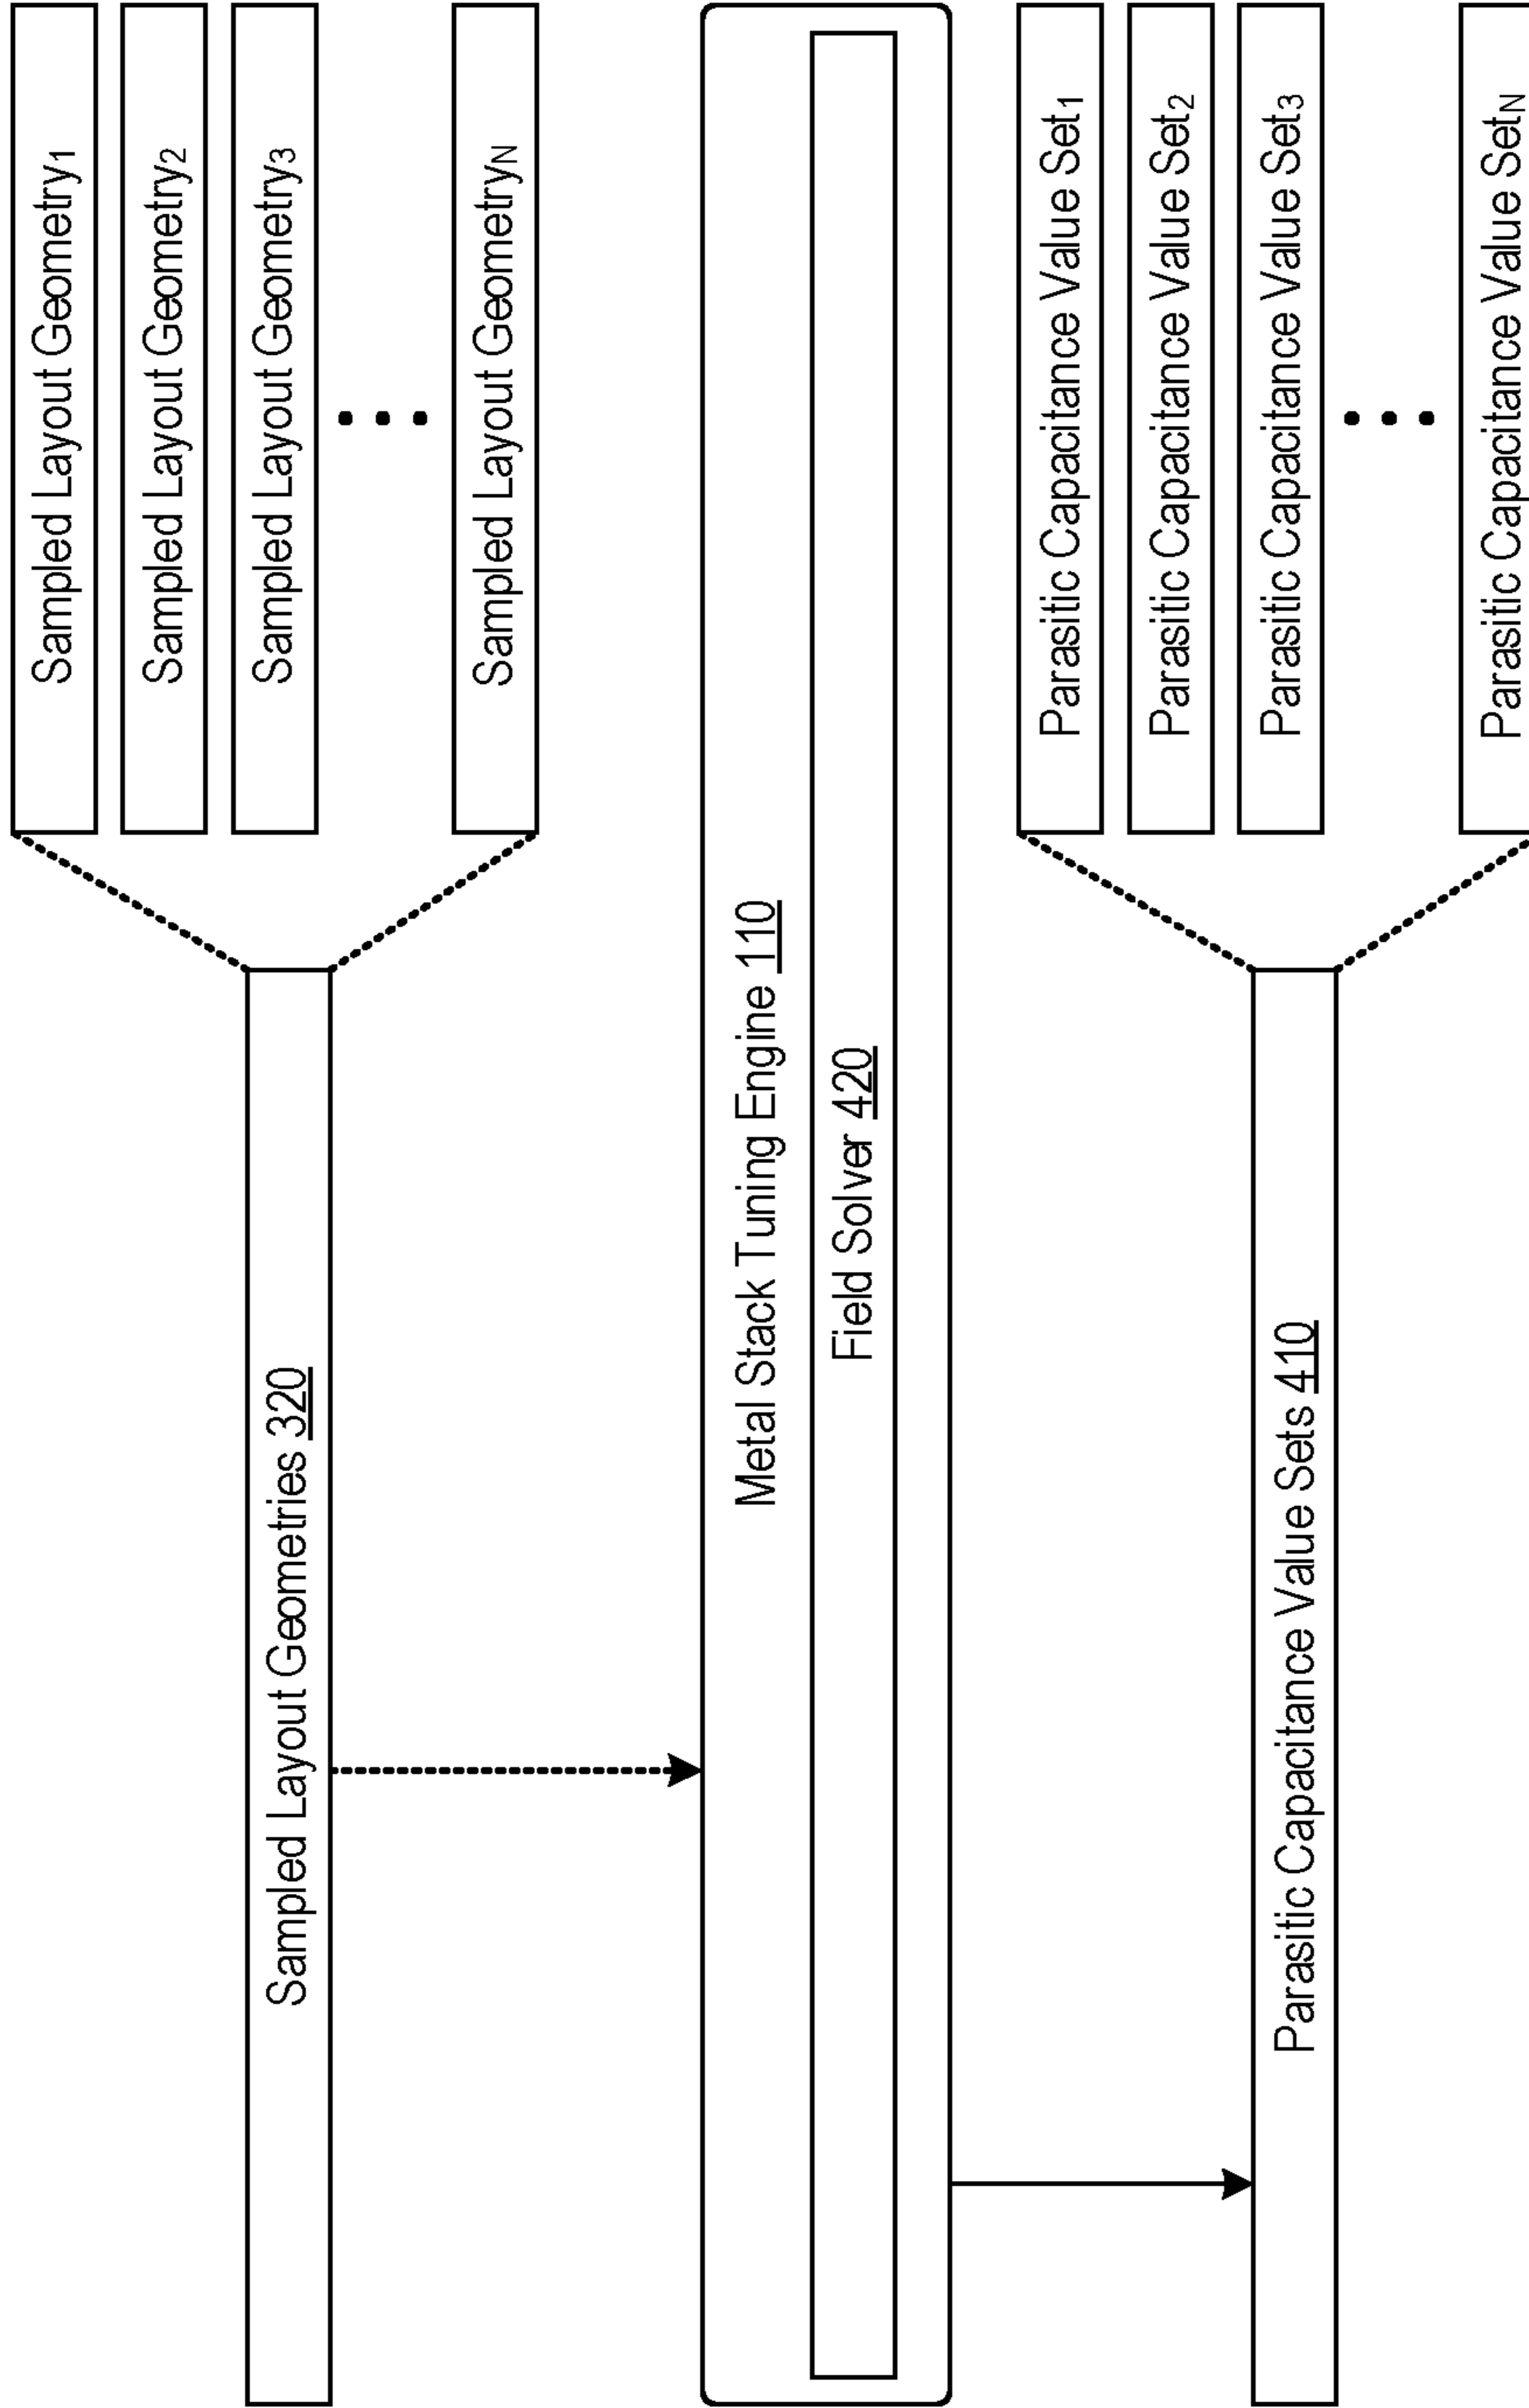 Sampled Layout Geometries 320
Sampled Layout Geometry1
Sampled Layout Geometry2
Sampled Layout Geometry3
Sampled Layout GeometryN
Metal Stack Tuning Engine 110
Field Solver 420
Parasitic Capacitance Value Sets 410
Parasitic Capacitance Value Set1
Parasitic Capacitance Value Set2
Parasitic Capacitance Value Set3
Parasitic Capacitance Value SetN